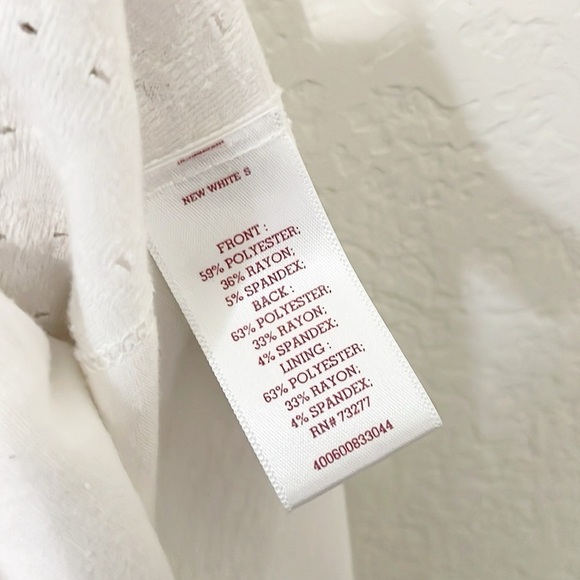 NEW WHITE S
FRONT :
59% POLYESTER;
36% RAYON;
5% SPANDEX;
BACK :
63% POLYESTER;
33% RAYON;
4% SPANDEX;
LINING :
63% POLYESTER;
33% RAYON;
4% SPANDEX;
RN# 73277
400600833044